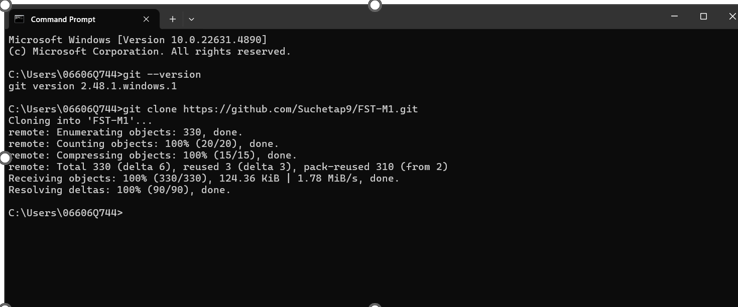 Command Prompt
Microsoft Windows [Version 10.0.22631.4890]
(c) Microsoft Corporation. All rights reserved.
C:\Users\06606Q744>git --version
git version 2.48.1.windows.1
C:\Users\06606Q744>git clone https://github.com/Suchetap9/FST-M1.git
Cloning into 'FST-M1'...
remote: Enumerating objects: 330, done.
remote: Counting objects: 100% (20/20), done.
remote: Compressing objects: 100% (15/15), done.
remote: Total 330 (delta 6), reused 3 (delta 3), pack-reused 310 (from 2)
Receiving objects: 100% (330/330), 124.36 KiB | 1.78 MiB/s, done.
Resolving deltas: 100% (90/90), done.
C:\Users\06606Q744>